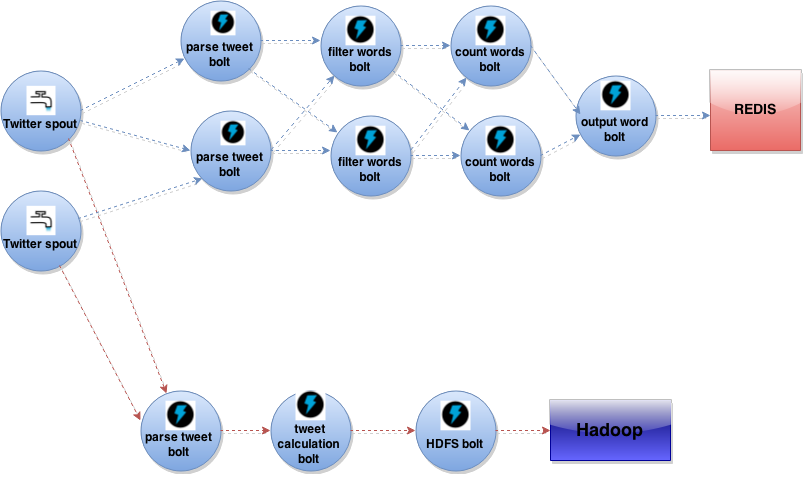 parse tweet
bolt
filter words
bolt
count words
bolt
Twitter spout
output word
bolt
REDIS
parse tweet
bolt
filter words
bolt
count words
bolt
Twitter spout
parse tweet
bolt
tweet
calculation
bolt
HDFS bolt
Hadoop